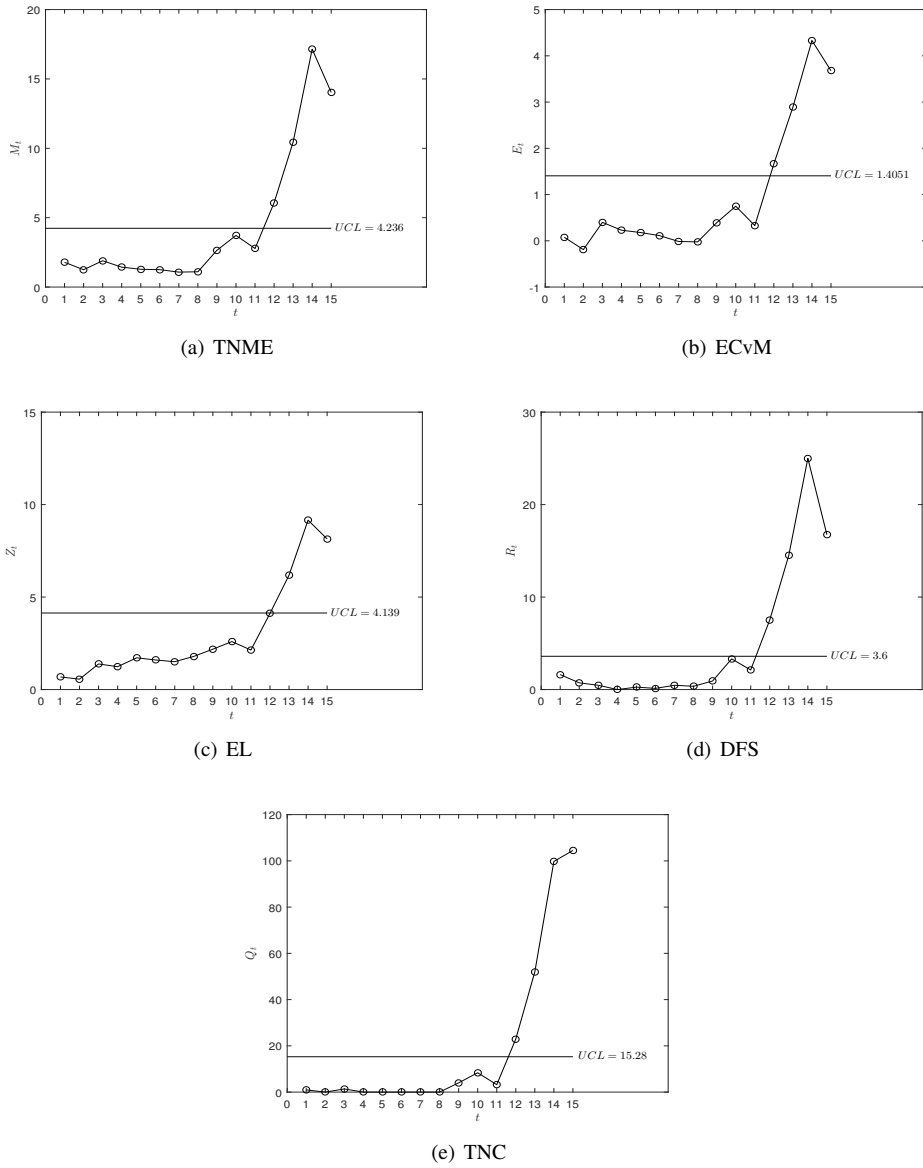 20
15
10
5
0
M_t
UCL = 4.236
0 1 2 3 4 5 6 7 8 9 10 11 12 13 14 15
t
(a) TNME
5
4
3
2
1
0
-1
E_t
UCL = 1.4051
0 1 2 3 4 5 6 7 8 9 10 11 12 13 14 15
t
(b) ECvM
15
10
5
0
Z_t
UCL = 4.139
0 1 2 3 4 5 6 7 8 9 10 11 12 13 14 15
t
(c) EL
30
20
10
0
R_t
UCL = 3.6
0 1 2 3 4 5 6 7 8 9 10 11 12 13 14 15
t
(d) DFS
120
100
80
60
40
20
0
Q_t
UCL = 15.28
0 1 2 3 4 5 6 7 8 9 10 11 12 13 14 15
t
(e) TNC